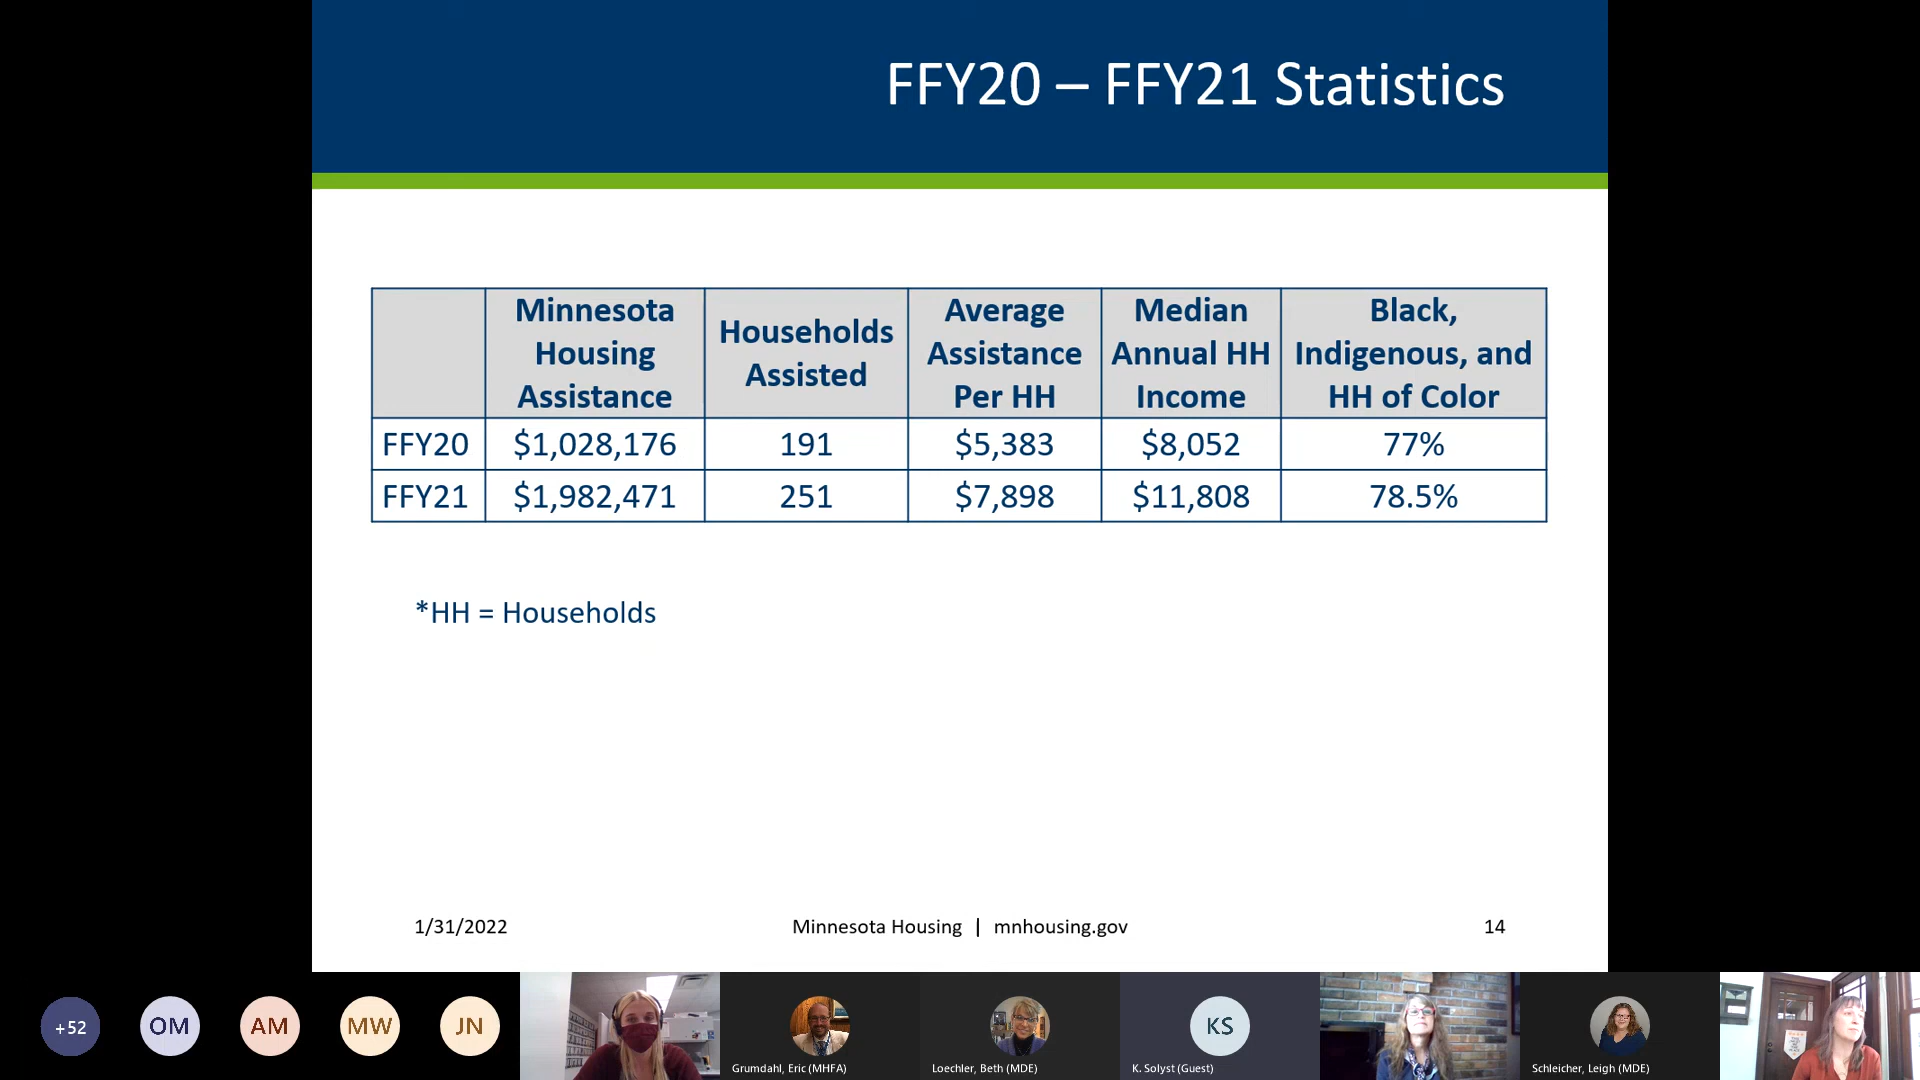 FFY20 – FFY21 Statistics
Minnesota Housing Assistance
Households Assisted
Average Assistance Per HH
Median Annual HH Income
Black, Indigenous, and HH of Color
FFY20 $1,028,176 191 $5,383 $8,052 77%
FFY21 $1,982,471 251 $7,898 $11,808 78.5%
*HH = Households
1/31/2022 Minnesota Housing | mnhousing.gov 14
+52 OM AM MW JN KS
Grumdahl, Eric (MHFA) Loechler, Beth (MDE) K. Solyst (Guest) Schleicher, Leigh (MDE)